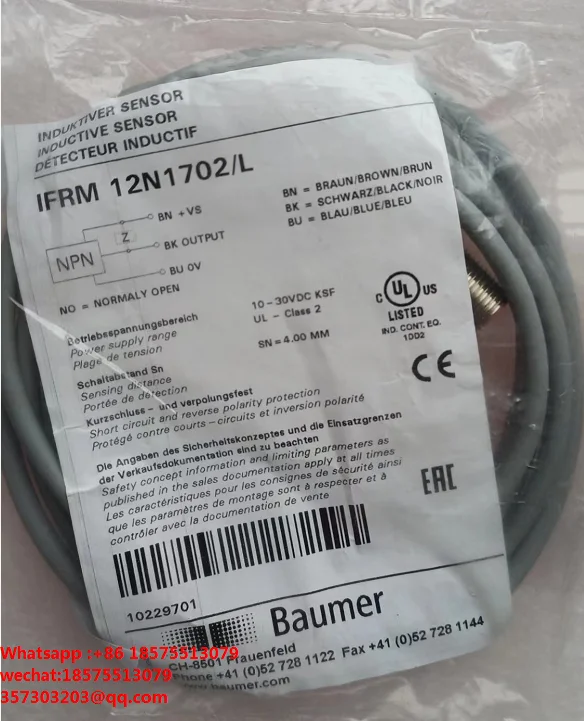 INDUKTIVER SENSOR
INDUCTIVE SENSOR
DÉTECTEUR INDUCTIF
IFRM 12N1702/L
BN +VS
Z
NPN
BK OUTPUT
BU 0V
NO = NORMALY OPEN
BN = BRAUN/BROWN/BRUN
BK = SCHWARZ/BLACK/NOIR
BU = BLAU/BLUE/BLEU
Betriebsspannungsbereich
Power supply range
Plage de tension
10-30VDC KSF
UL - Class 2
Schaltabstand Sn
Sensing distance
Portée de détection
SN=4.00 MM
C UL US
LISTED
IND. CONT. EQ.
1DD2
CE
Kurzschluss- und verpolungsfest
Short circuit and reverse polarity protection
Protégé contre courts-circuits et inversion polarité
Die Angaben des Sicherheitskonzeptes und die Einsatzgrenzen
der Verkaufsdokumentation sind zu beachten
Safety concept information and limiting parameters as
published in the sales documentation apply at all times
Les caractéristiques pour les consignes de sécurité ainsi
que les paramètres de montage sont à respecter et à
contrôler avec la documentation de vente
EAC
10229701
Baumer
CH-8501 Frauenfeld
Phone +41 (0)52 728 1122 Fax +41 (0)52 728 1144
www.baumer.com
Whatsapp :+86 18575513079
wechat:18575513079
357303203@qq.com